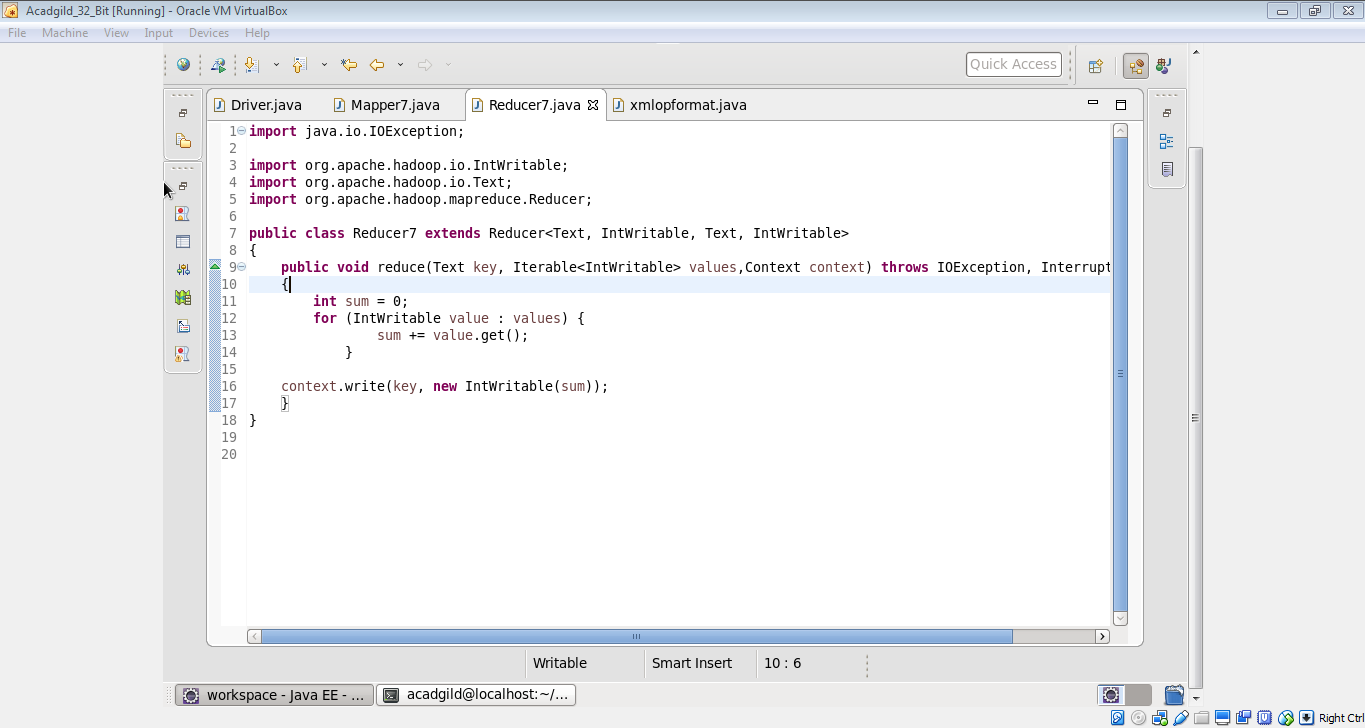 Acadgild_32_Bit [Running] - Oracle VM VirtualBox
File Machine View Input Devices Help
Quick Access
Driver.java Mapper7.java Reducer7.java xmlopformat.java
1 import java.io.IOException;
2
3 import org.apache.hadoop.io.IntWritable;
4 import org.apache.hadoop.io.Text;
5 import org.apache.hadoop.mapreduce.Reducer;
6
7 public class Reducer7 extends Reducer<Text, IntWritable, Text, IntWritable>
8 {
9 public void reduce(Text key, Iterable<IntWritable> values,Context context) throws IOException, Interrupt
10 {
11 int sum = 0;
12 for (IntWritable value : values) {
13 sum += value.get();
14 }
15
16 context.write(key, new IntWritable(sum));
17 }
18 }
19
20
Writable Smart Insert 10 : 6
workspace - Java EE - ... acadgild@localhost:~/...
Right Ctrl